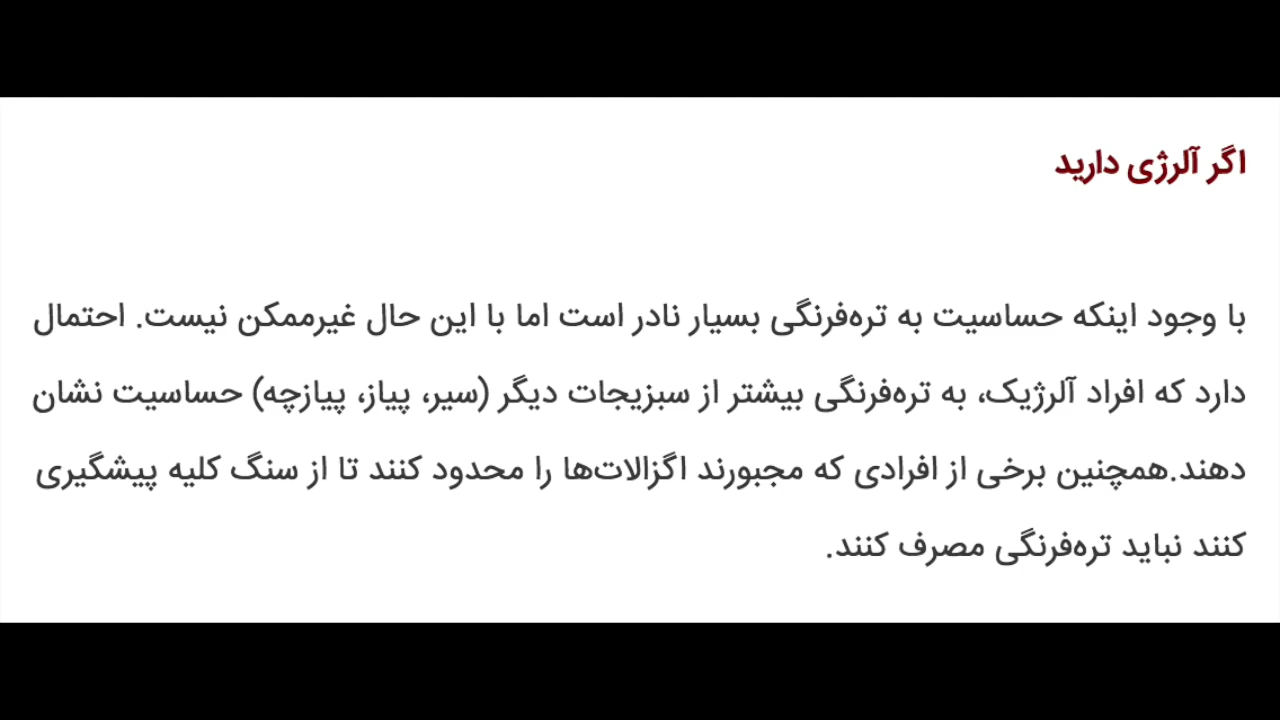 اگر آلرژی دارید
با وجود اینکه حساسیت به تره‌فرنگی بسیار نادر است اما با این حال غیرممکن نیست. احتمال
دارد که افراد آلرژیک، به تره‌فرنگی بیشتر از سبزیجات دیگر (سیر، پیاز، پیازچه) حساسیت نشان
دهند.همچنین برخی از افرادی که مجبورند اگزالات‌ها را محدود کنند تا از سنگ کلیه پیشگیری
کنند نباید تره‌فرنگی مصرف کنند.